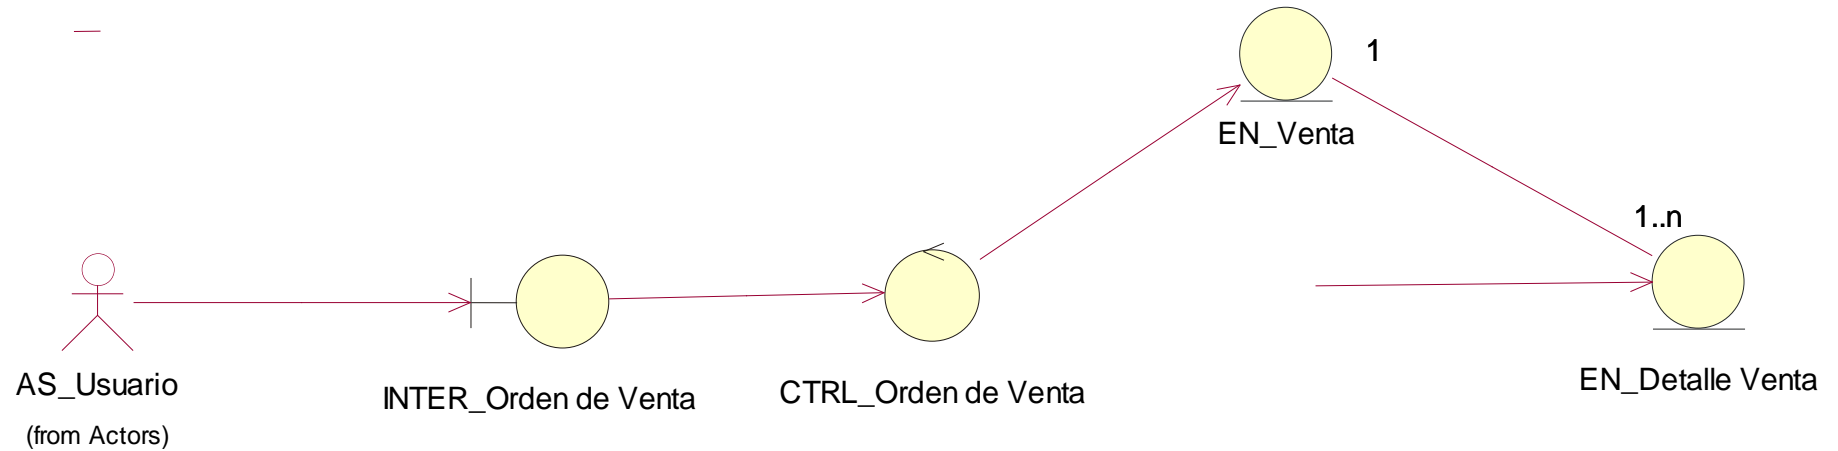 1
EN_Venta
1..n
AS_Usuario
(from Actors)
INTER_Orden de Venta
CTRL_Orden de Venta
EN_Detalle Venta